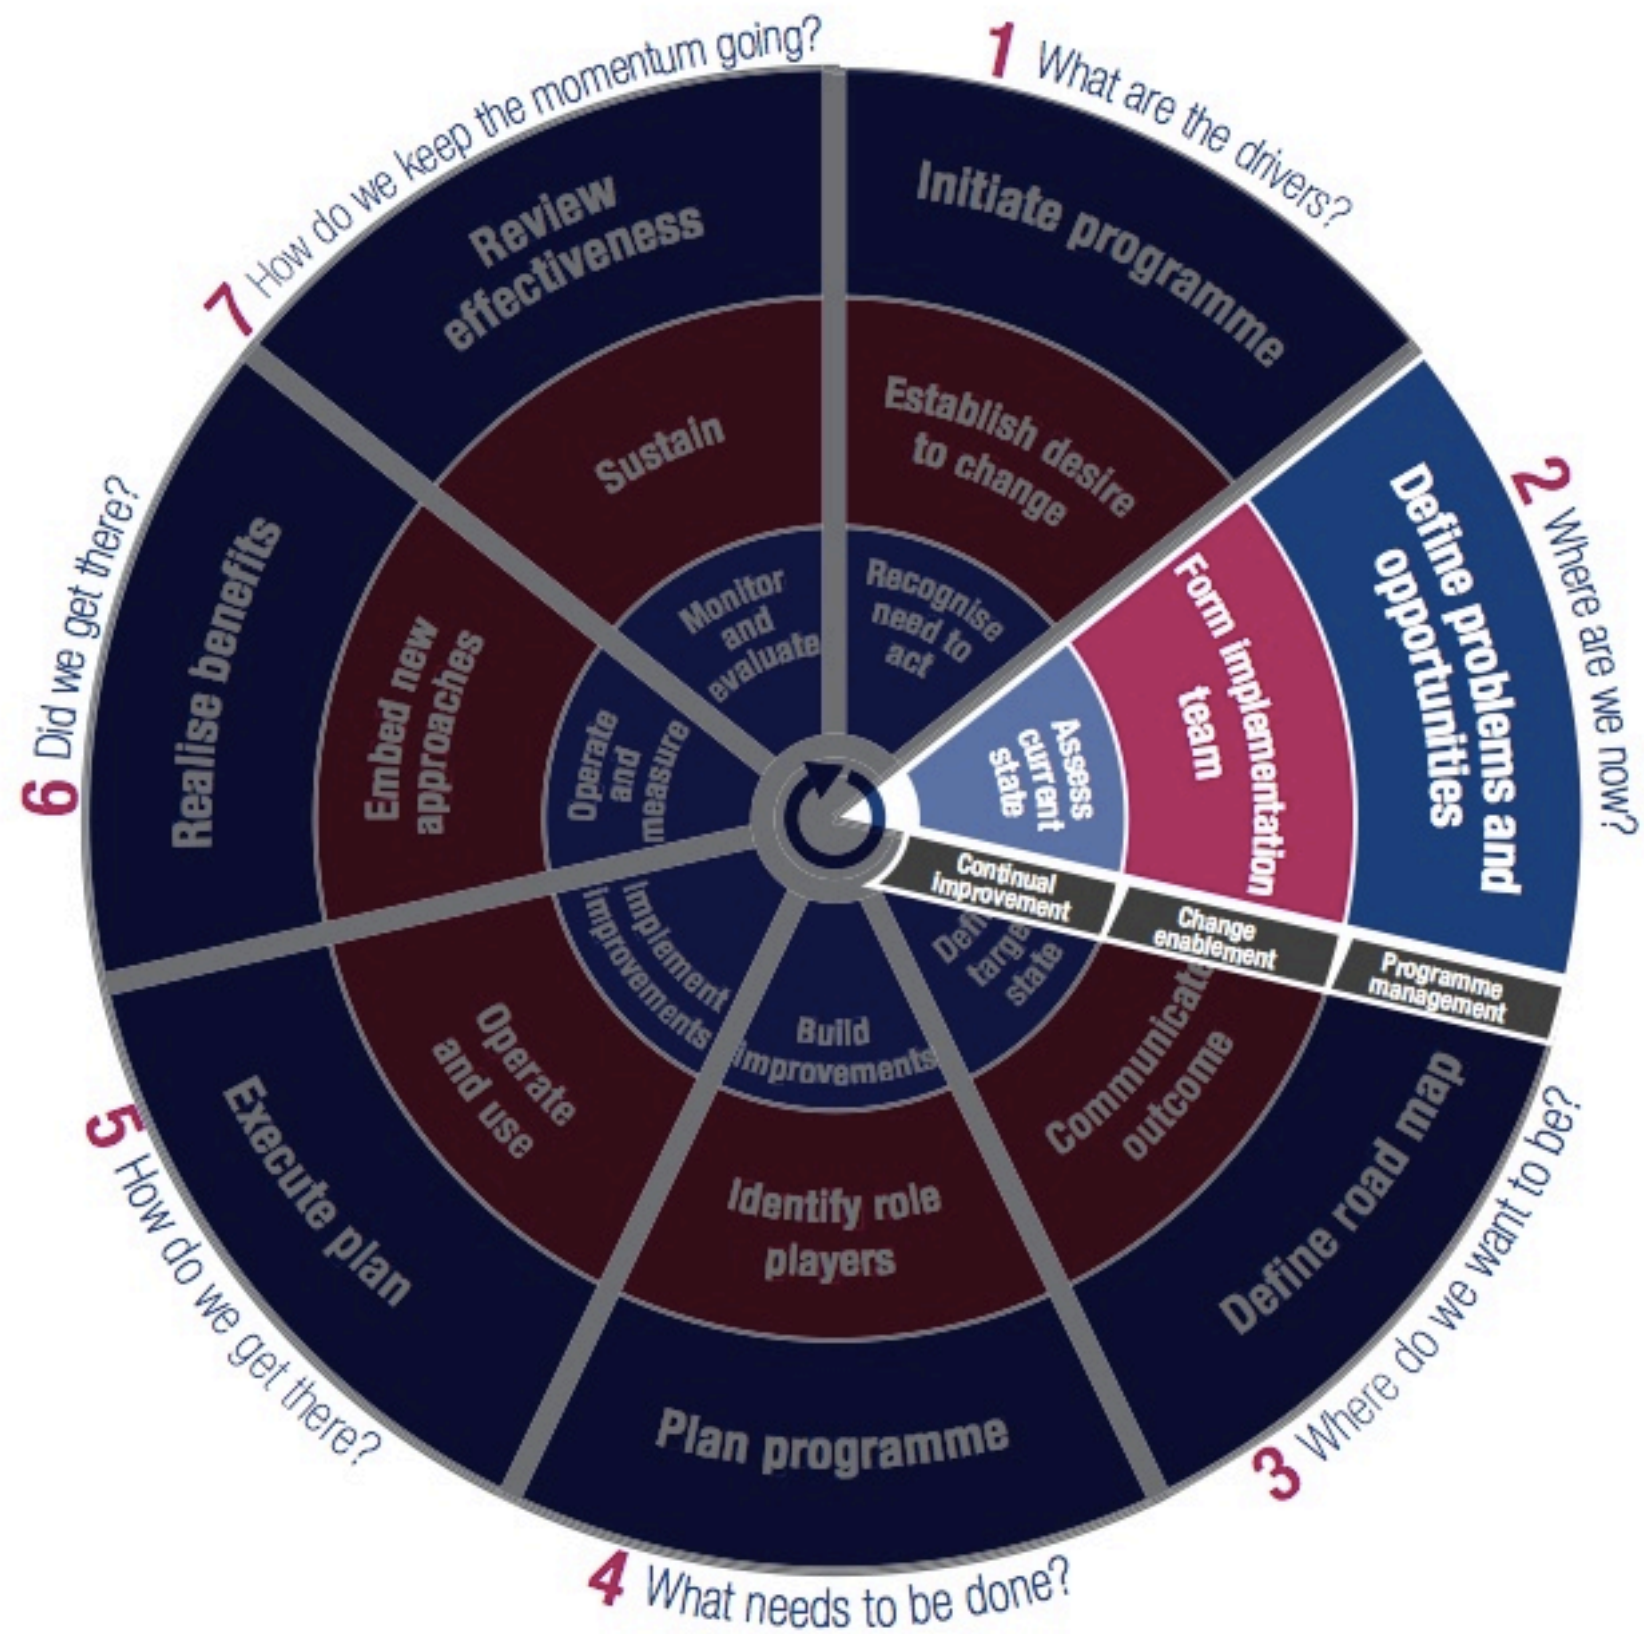 1 What are the drivers?
Initiate programme
Establish desire
to change
Recognise
need to
act
2 Where are we now?
Define problems and
opportunities
Form implementation
team
Assess
current
state
Continual
improvement
Change
enablement
Programme
management
3 Where do we want to be?
Define road map
Communicate
outcome
state
4 What needs to be done?
Plan programme
Identify role
players
Build
improvements
5 How do we get there?
Execute plan
Operate
and use
Implement
improvements
6 Did we get there?
Realise benefits
Embed new
approaches
Operate
and
measure
7 How do we keep the momentum going?
Review
effectiveness
Sustain
Monitor
and
evaluate